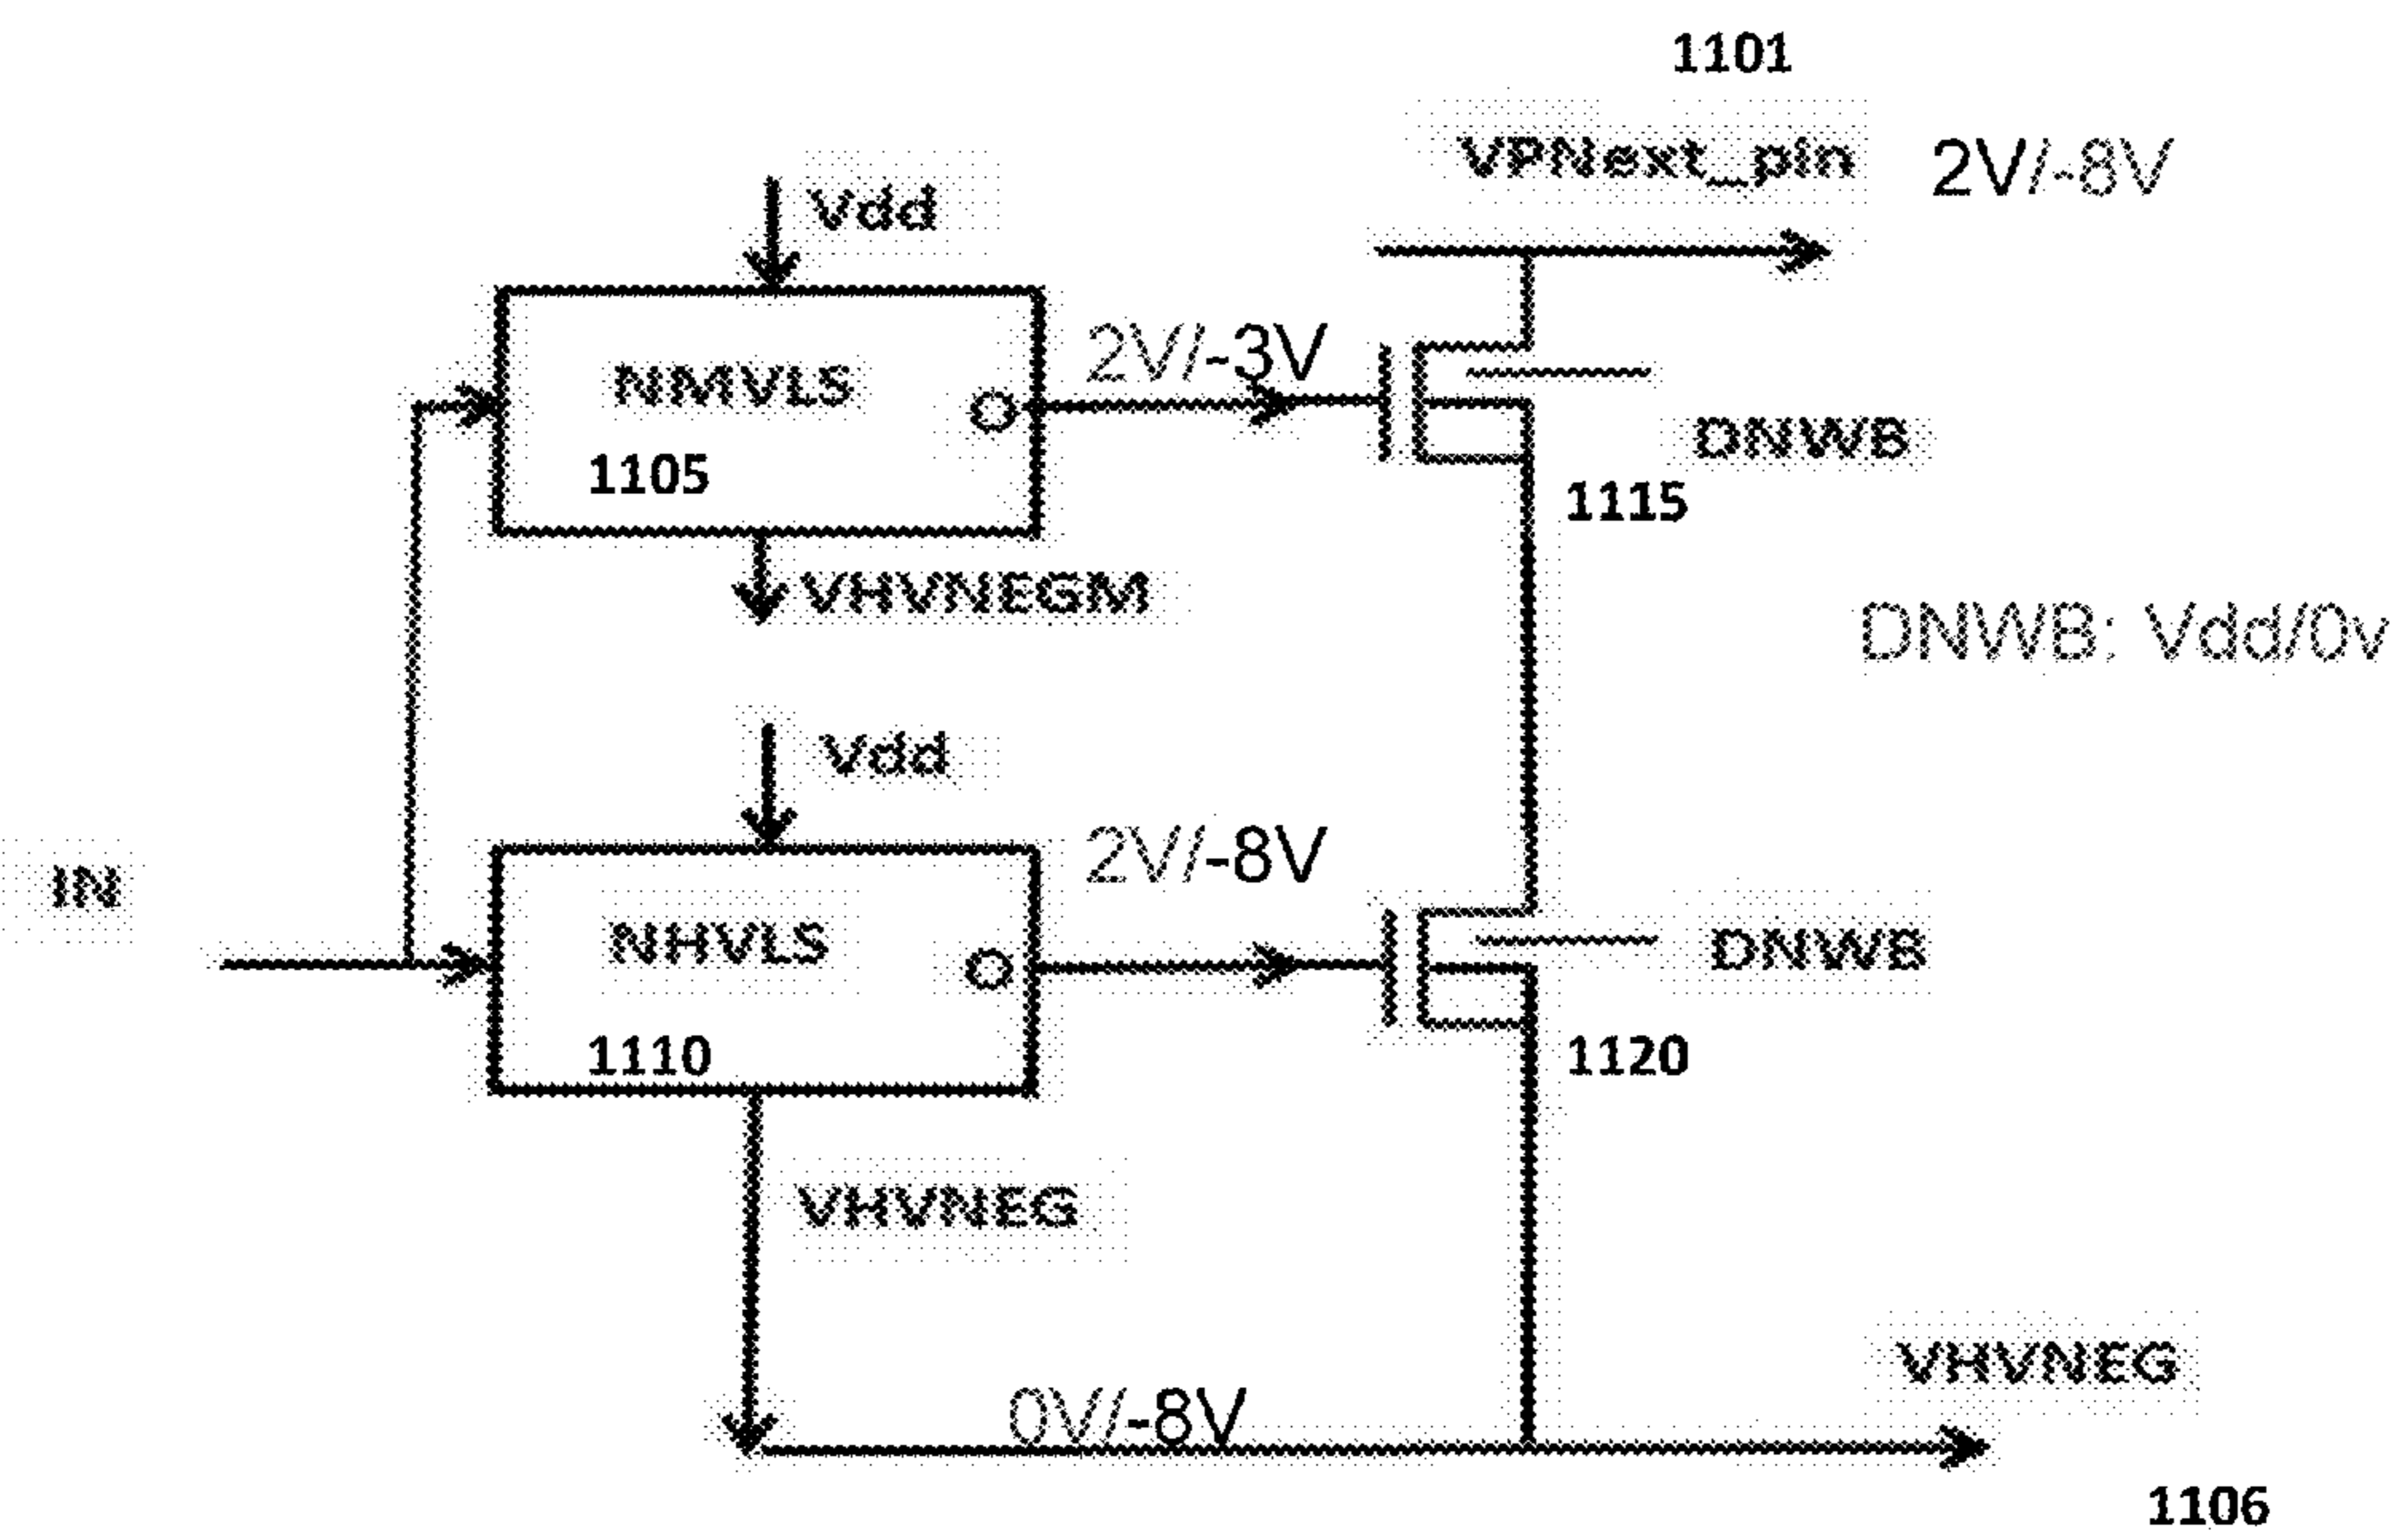 1101
VPNext_pin 2V/-8V
Vdd
2V/-3V
NMVLS
DNWB
1105
1115
VHVNEGM
DNWB: Vdd/0v
Vdd
2V/-8V
IN
NHVLS
DNWB
1110
1120
VHVNEG
VHVNEG
0V/-8V
1106